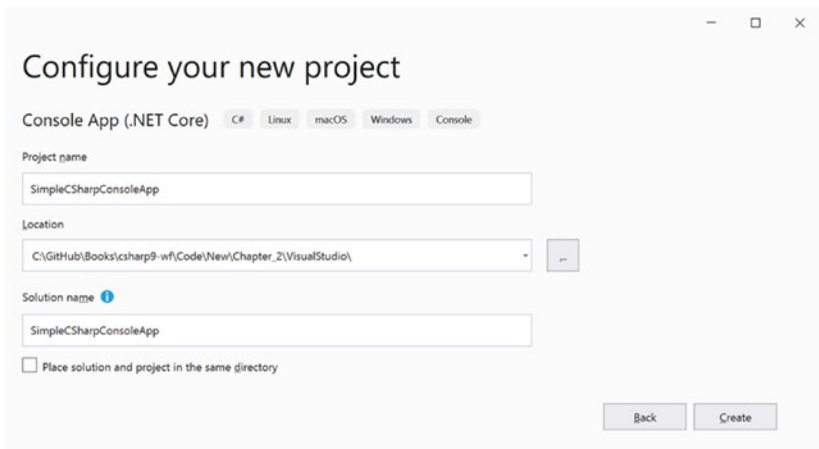 Configure your new project
Console App (.NET Core) C# Linux macOS Windows Console
Project name
SimpleCSharpConsoleApp
Location
C:\GitHub\Books\csharp9-wf\Code\New\Chapter_2\VisualStudio\
...
Solution name
SimpleCSharpConsoleApp
Place solution and project in the same directory
Back Create